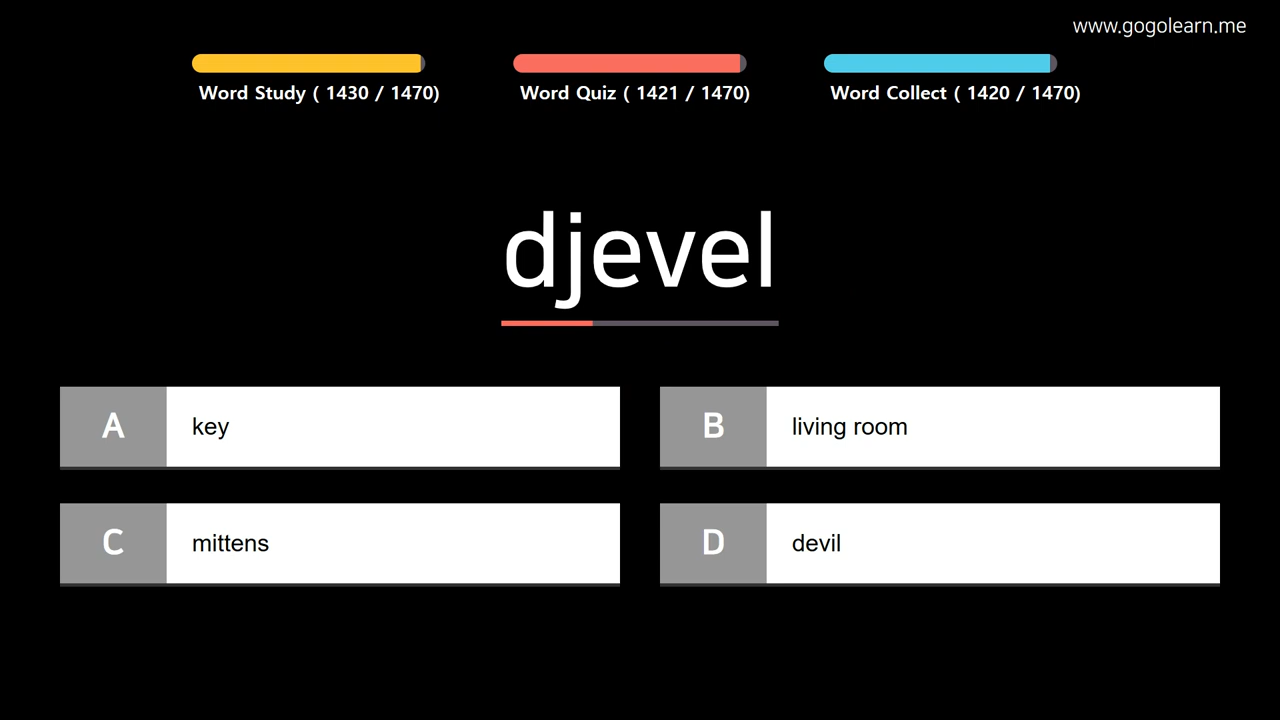 www.gogolearn.me
Word Study ( 1430 / 1470)
Word Quiz ( 1421 / 1470)
Word Collect ( 1420 / 1470)
djevel
A key
B living room
C mittens
D devil